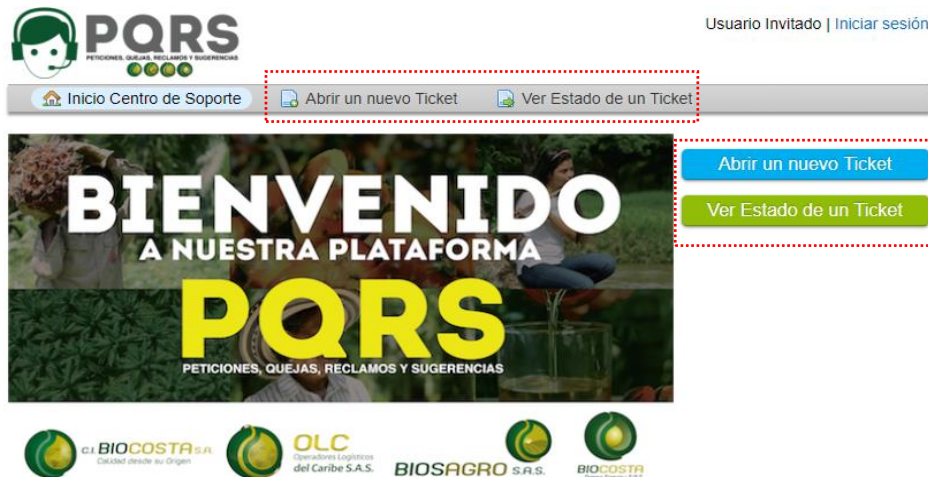 PQRS
PETICIONES, QUEJAS, RECLAMOS Y SUGERENCIAS
Usuario Invitado | Iniciar sesión
Inicio Centro de Soporte Abrir un nuevo Ticket Ver Estado de un Ticket
BIENVENIDO
A NUESTRA PLATAFORMA
PQRS
PETICIONES, QUEJAS, RECLAMOS Y SUGERENCIAS
Abrir un nuevo Ticket
Ver Estado de un Ticket
C.I. BIOCOSTA S.A.
Calidad desde su Origen
OLC
Operadores Logísticos
del Caribe S.A.S.
BIOSAGRO S.A.S.
BIOCOSTA